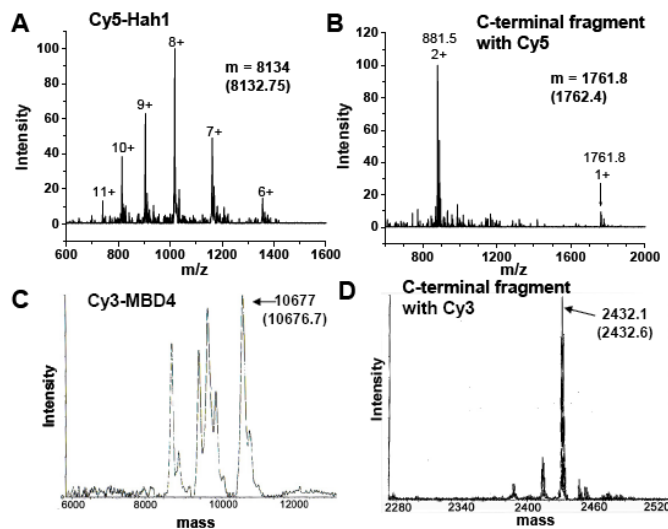 A
Cy5-Hah1
8+
m = 8134
(8132.75)
9+
7+
10+
11+
6+
100
80
60
40
20
0
Intensity
600 800 1000 1200 1400 1600
m/z
B
C-terminal fragment
with Cy5
881.5
2+
m = 1761.8
(1762.4)
1761.8
1+
120
100
80
60
40
20
0
Intensity
800 1200 1600 2000
m/z
C
Cy3-MBD4
10677
(10676.7)
Intensity
6000 8000 10000 12000
mass
D
C-terminal fragment
with Cy3
2432.1
(2432.6)
Intensity
2280 2340 2400 2460 2520
mass